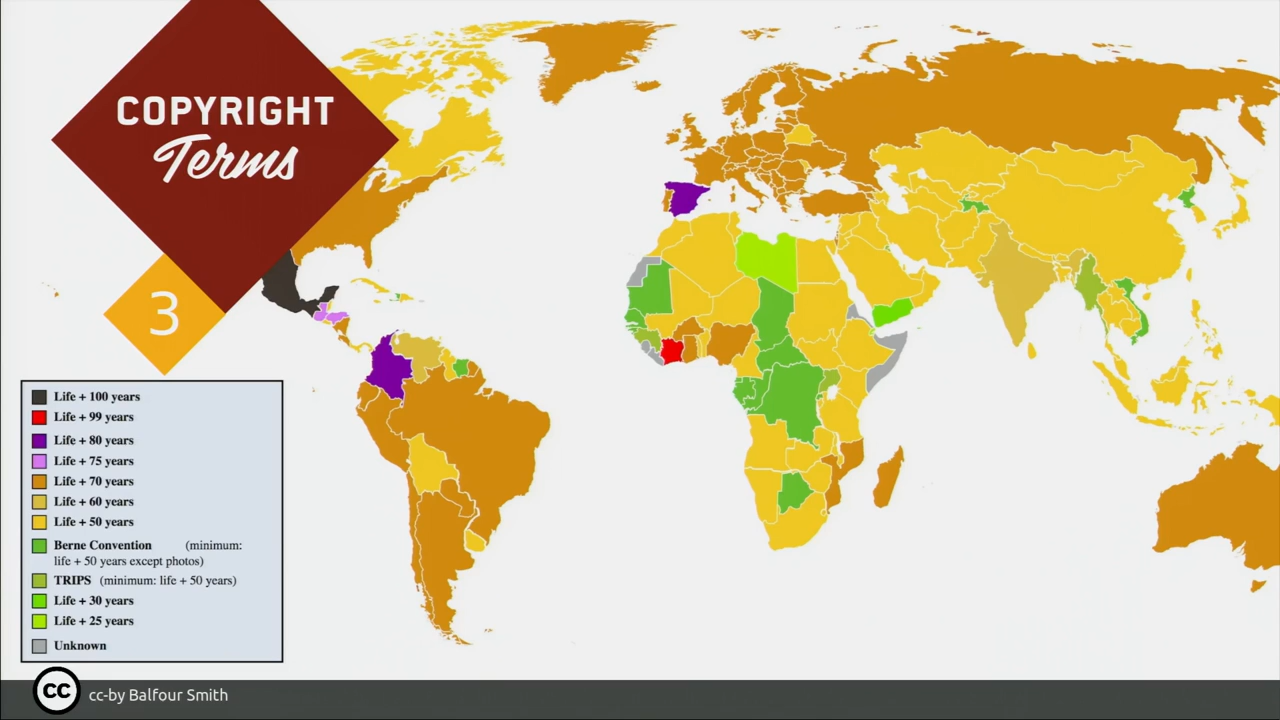 COPYRIGHT
Terms
3
Life + 100 years
Life + 99 years
Life + 80 years
Life + 75 years
Life + 70 years
Life + 60 years
Life + 50 years
Berne Convention (minimum:
life + 50 years except photos)
TRIPS (minimum: life + 50 years)
Life + 30 years
Life + 25 years
Unknown
cc cc-by Balfour Smith